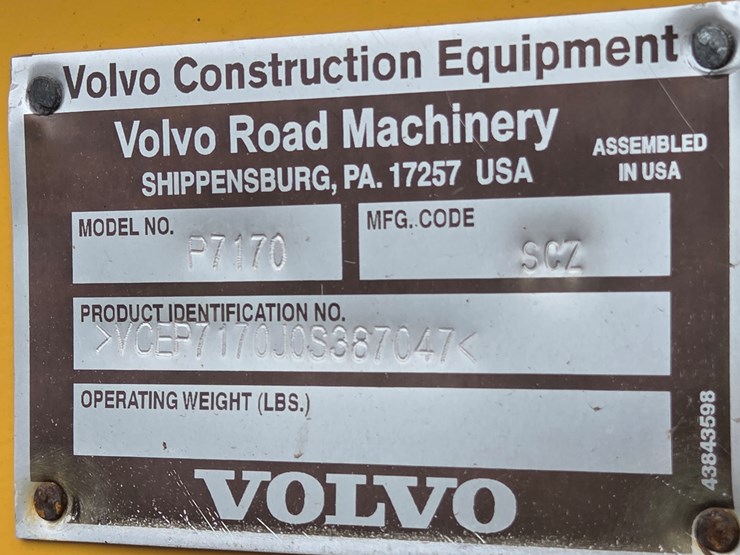 Volvo Construction Equipment
Volvo Road Machinery
SHIPPENSBURG, PA. 17257 USA
ASSEMBLED
IN USA
MODEL NO.
P7170
MFG. CODE
SCZ
PRODUCT IDENTIFICATION NO.
>VCEP7170J0S387047<
OPERATING WEIGHT (LBS.)
VOLVO
43843598